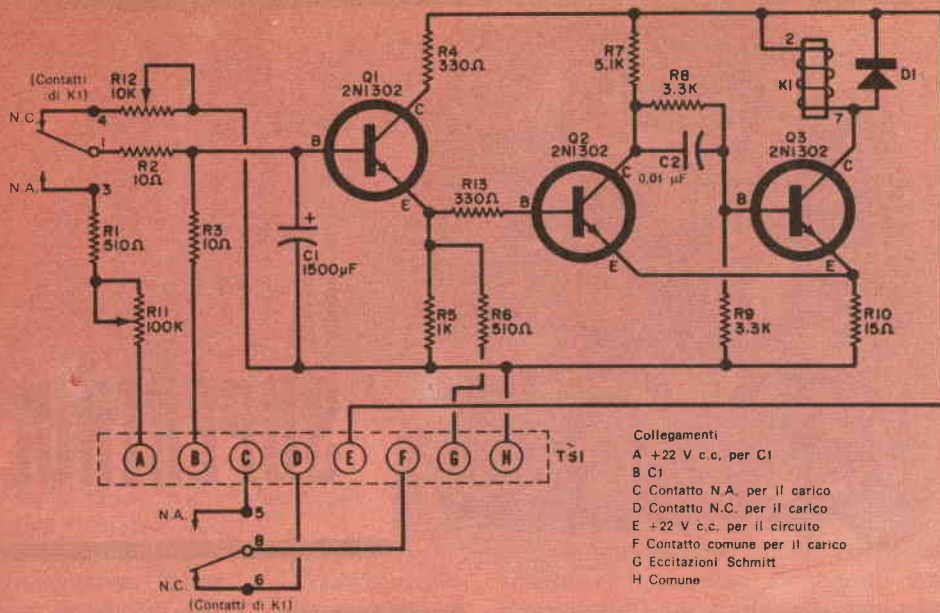 (Contatti
di K1)
N.C.
4
1
N.A.
3
R12
10K
R2
10Ω
R1
510Ω
R11
100K
R3
10Ω
+
C1
1500µF
Q1
2N1302
B
C
E
R4
330Ω
R13
330Ω
R5
1K
R6
510Ω
Q2
2N1302
B
C
E
R7
5.1K
R8
3.3K
C2
0,01 µF
R9
3.3K
Q3
2N1302
B
C
E
R10
15Ω
2
K1
7
D1
A B C D E F G H
TS1
N.A.
5
8
N.C.
6
(Contatti di K1)
Collegamenti
A +22 V c.c. per C1
B C1
C Contatto N.A. per il carico
D Contatto N.C. per il carico
E +22 V c.c. per il circuito
F Contatto comune per il carico
G Eccitazioni Schmitt
H Comune